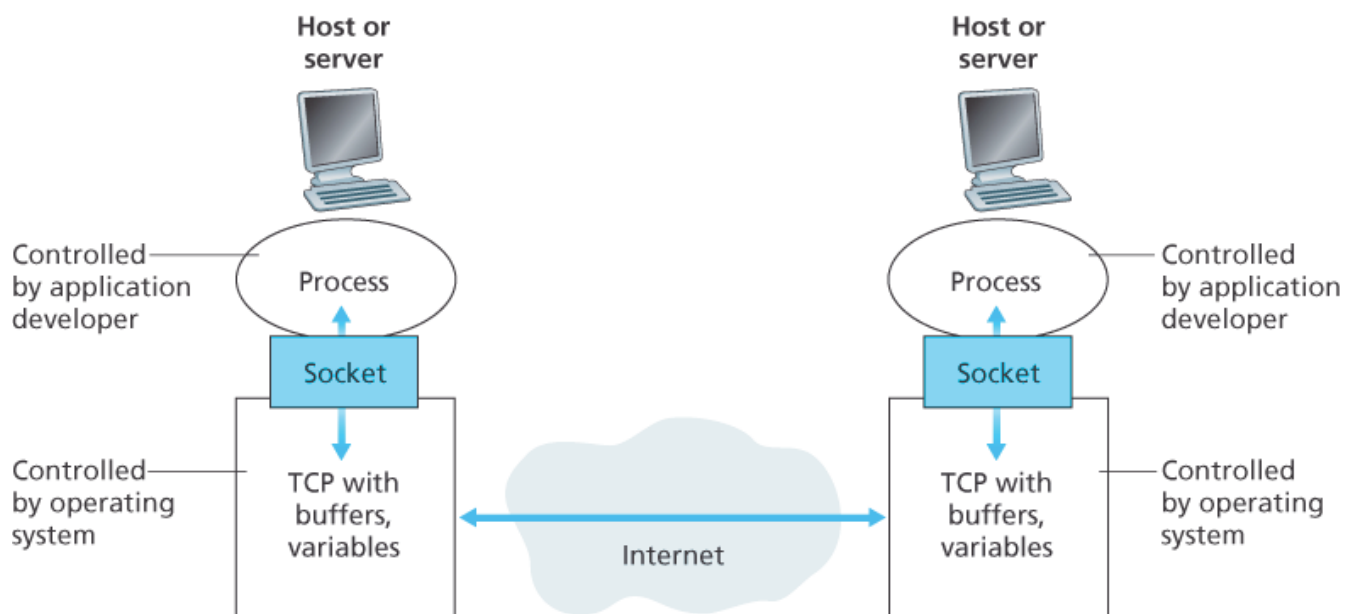 Host or
server
Host or
server
Controlled
by application
developer
Process
Process
Controlled
by application
developer
Socket
Socket
Controlled
by operating
system
TCP with
buffers,
variables
Internet
TCP with
buffers,
variables
Controlled
by operating
system